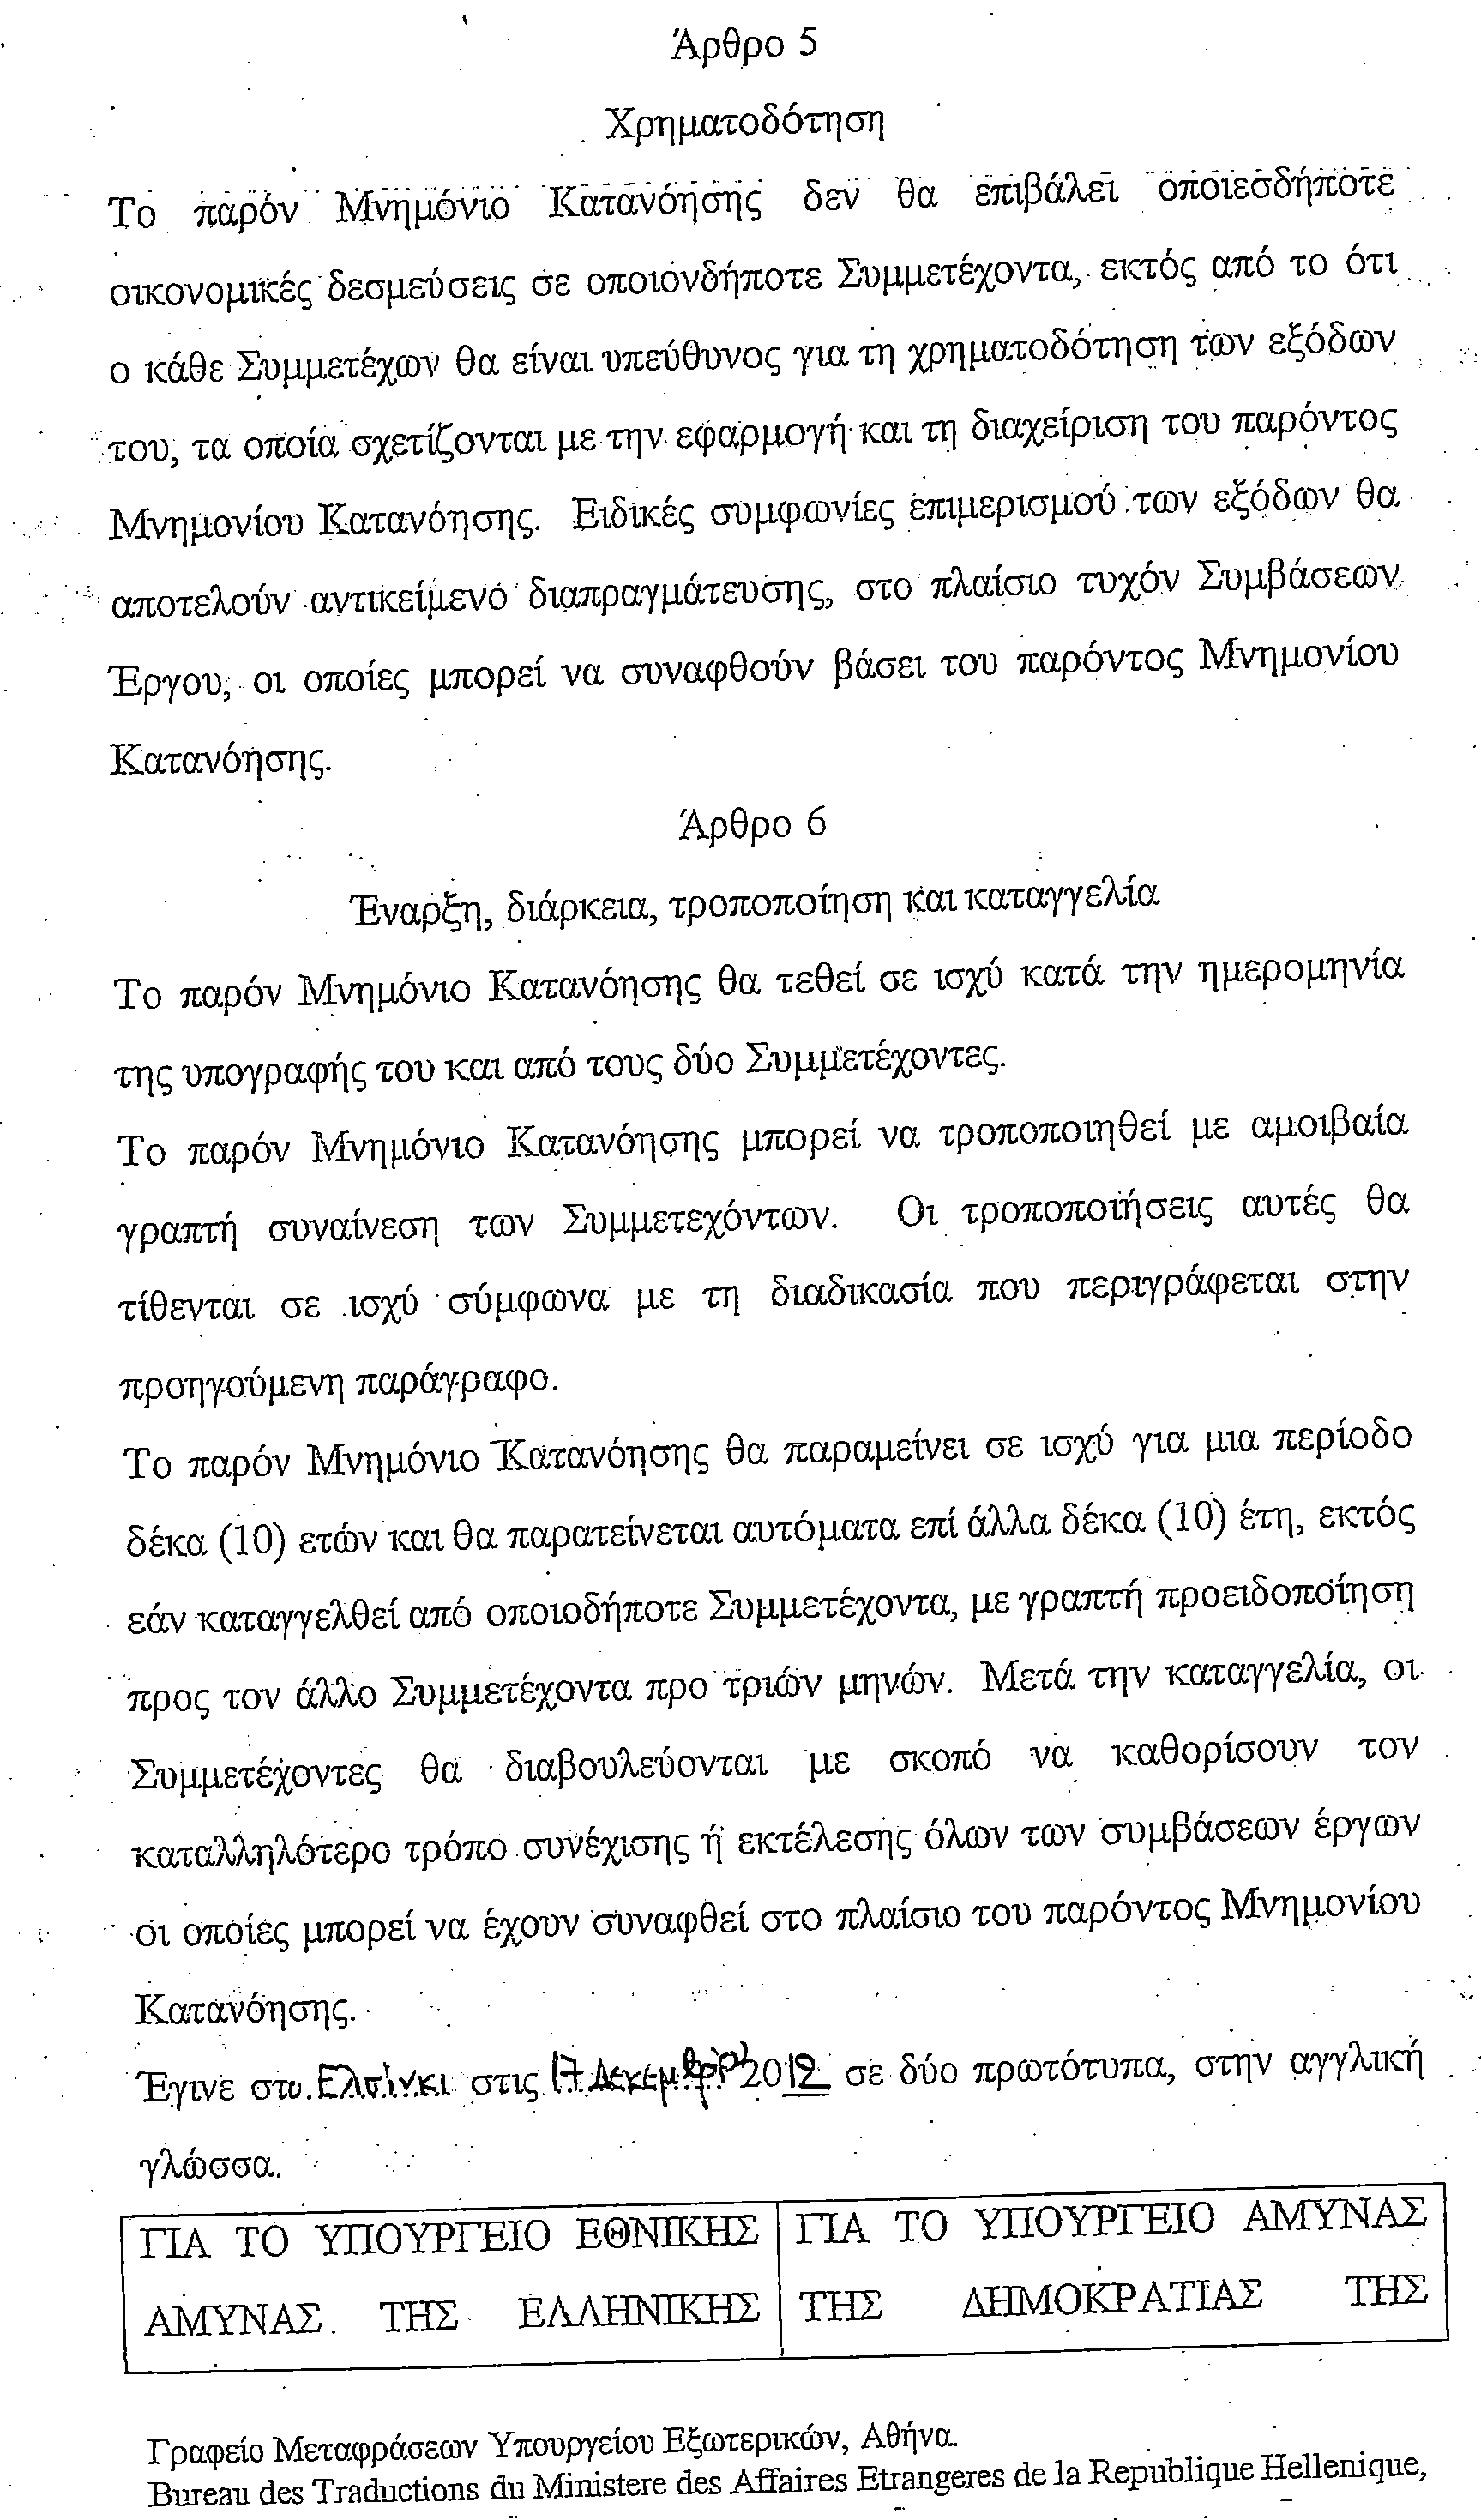 Άρθρο 5
Χρηματοδότηση
Το παρόν Μνημόνιο Κατανόησης δεν θα επιβάλει οποιεσδήποτε
οικονομικές δεσμεύσεις σε οποιονδήποτε Συμμετέχοντα, εκτός από το ότι
ο κάθε Συμμετέχων θα είναι υπεύθυνος για τη χρηματοδότηση των εξόδων
του, τα οποία σχετίζονται με την εφαρμογή και τη διαχείριση του παρόντος
Μνημονίου Κατανόησης. Ειδικές συμφωνίες επιμερισμού των εξόδων θα
αποτελούν αντικείμενο διαπραγμάτευσης, στο πλαίσιο τυχόν Συμβάσεων
Έργου, οι οποίες μπορεί να συναφθούν βάσει του παρόντος Μνημονίου
Κατανόησης.
Άρθρο 6
Έναρξη, διάρκεια, τροποποίηση και καταγγελία
Το παρόν Μνημόνιο Κατανόησης θα τεθεί σε ισχύ κατά την ημερομηνία
της υπογραφής του και από τους δύο Συμμετέχοντες.
Το παρόν Μνημόνιο Κατανόησης μπορεί να τροποποιηθεί με αμοιβαία
γραπτή συναίνεση των Συμμετεχόντων. Οι τροποποιήσεις αυτές θα
τίθενται σε ισχύ σύμφωνα με τη διαδικασία που περιγράφεται στην
προηγούμενη παράγραφο.
Το παρόν Μνημόνιο Κατανόησης θα παραμείνει σε ισχύ για μια περίοδο
δέκα (10) ετών και θα παρατείνεται αυτόματα επί άλλα δέκα (10) έτη, εκτός
εάν καταγγελθεί από οποιοδήποτε Συμμετέχοντα, με γραπτή προειδοποίηση
προς τον άλλο Συμμετέχοντα προ τριών μηνών. Μετά την καταγγελία, οι
Συμμετέχοντες θα διαβουλεύονται με σκοπό να καθορίσουν τον
καταλληλότερο τρόπο συνέχισης ή εκτέλεσης όλων των συμβάσεων έργων
οι οποίες μπορεί να έχουν συναφθεί στο πλαίσιο του παρόντος Μνημονίου
Κατανόησης.
Έγινε στο Ελσίνκι στις 17 Δεκεμβρίου 2012 σε δύο πρωτότυπα, στην αγγλική
γλώσσα.
ΓΙΑ ΤΟ ΥΠΟΥΡΓΕΙΟ ΕΘΝΙΚΗΣ
ΑΜΥΝΑΣ ΤΗΣ ΕΛΛΗΝΙΚΗΣ
ΓΙΑ ΤΟ ΥΠΟΥΡΓΕΙΟ ΑΜΥΝΑΣ
ΤΗΣ ΔΗΜΟΚΡΑΤΙΑΣ ΤΗΣ
Γραφείο Μεταφράσεων Υπουργείου Εξωτερικών, Αθήνα.
Bureau des Traductions du Ministere des Affaires Etrangeres de la Republique Hellenique,